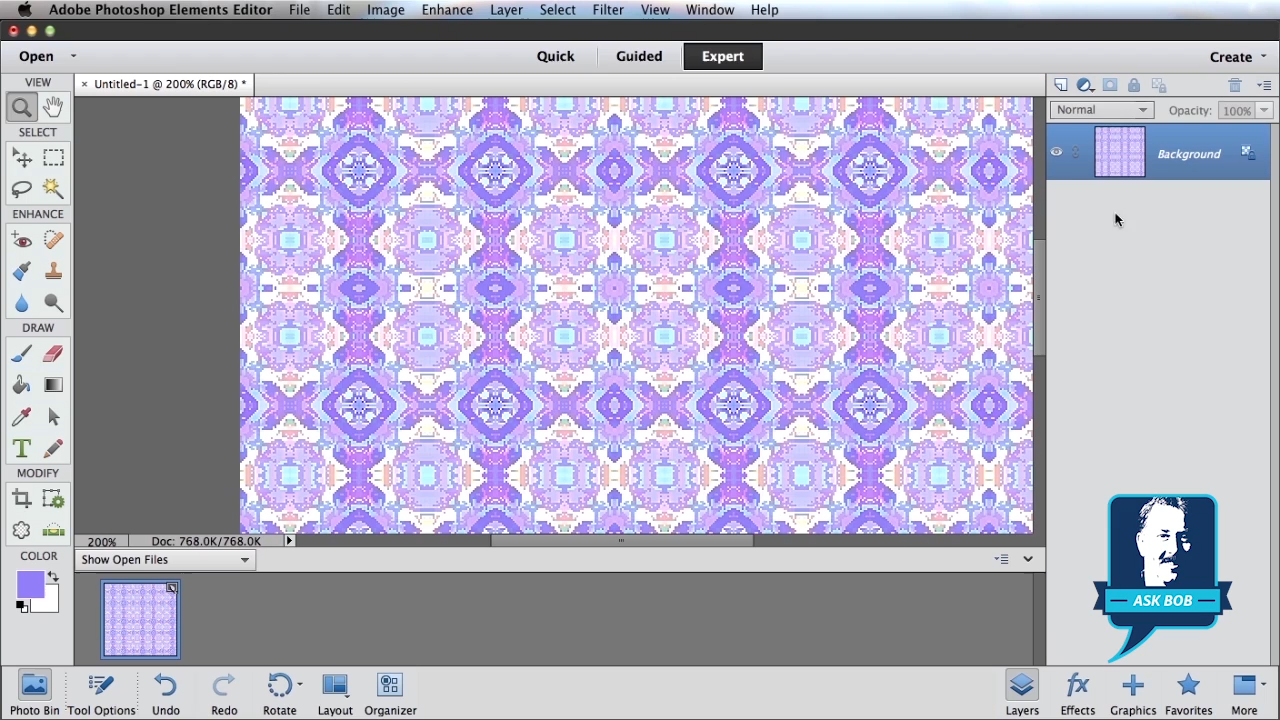 Adobe Photoshop Elements Editor File Edit Image Enhance Layer Select Filter View Window Help
Open Quick Guided Expert Create
VIEW
× Untitled-1 @ 200% (RGB/8) *
Normal Opacity: 100%
SELECT
Background
ENHANCE
DRAW
T
MODIFY
200% Doc: 768.0K/768.0K
COLOR
Show Open Files
ASK BOB
Photo Bin Tool Options Undo Redo Rotate Layout Organizer Layers Effects Graphics Favorites More
fx